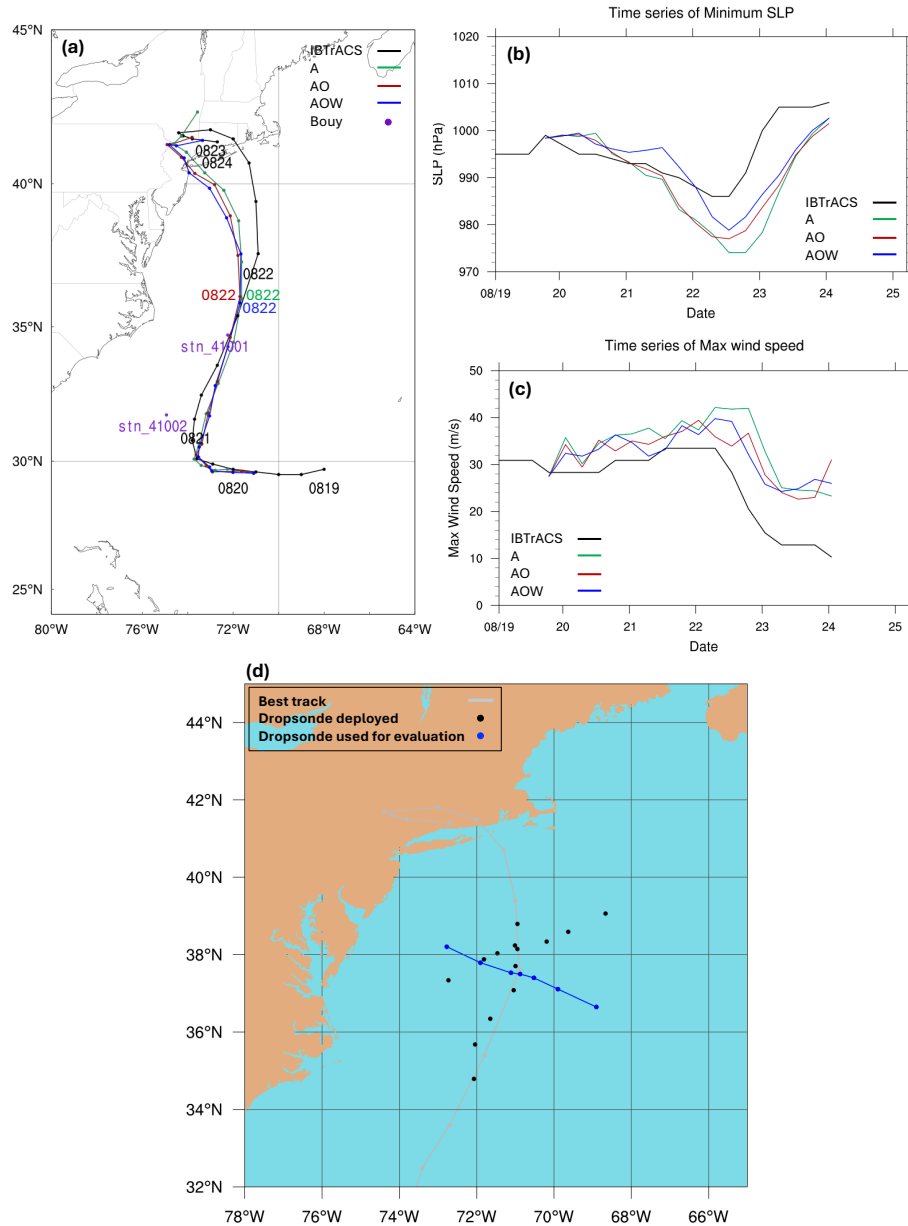 (a)
IBTrACS
A
AO
AOW
Bouy
45°N
40°N
35°N
30°N
25°N
80°W
76°W
72°W
68°W
64°W
0823
0824
0822
0822
0822
0822
stn_41001
stn_41002
0821
0820
0819
Time series of Minimum SLP
(b)
SLP (hPa)
1020
1010
1000
990
980
970
IBTrACS
A
AO
AOW
08/19
20
21
22
23
24
25
Date
Time series of Max wind speed
(c)
Max Wind Speed (m/s)
50
40
30
20
10
0
IBTrACS
A
AO
AOW
08/19
20
21
22
23
24
25
Date
(d)
Best track
Dropsonde deployed
Dropsonde used for evaluation
44°N
42°N
40°N
38°N
36°N
34°N
32°N
78°W
76°W
74°W
72°W
70°W
68°W
66°W